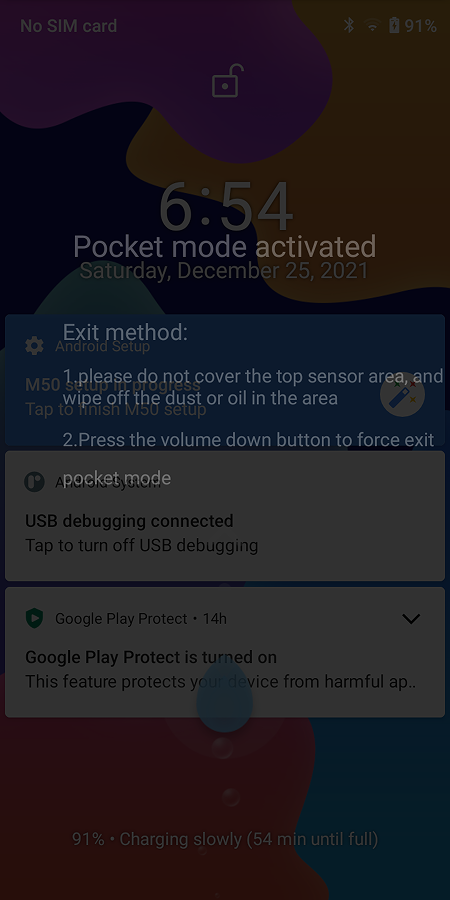 No SIM card
91%
6:54
Pocket mode activated
Saturday, December 25, 2021
Exit method:
Android Setup
1.please do not cover the top sensor area, and
M50 setup in progress
wipe off the dust or oil in the area
Tap to finish M50 setup
2.Press the volume down button to force exit
pocket mode
Android System
USB debugging connected
Tap to turn off USB debugging
Google Play Protect • 14h
Google Play Protect is turned on
This feature protects your device from harmful ap..
91% • Charging slowly (54 min until full)